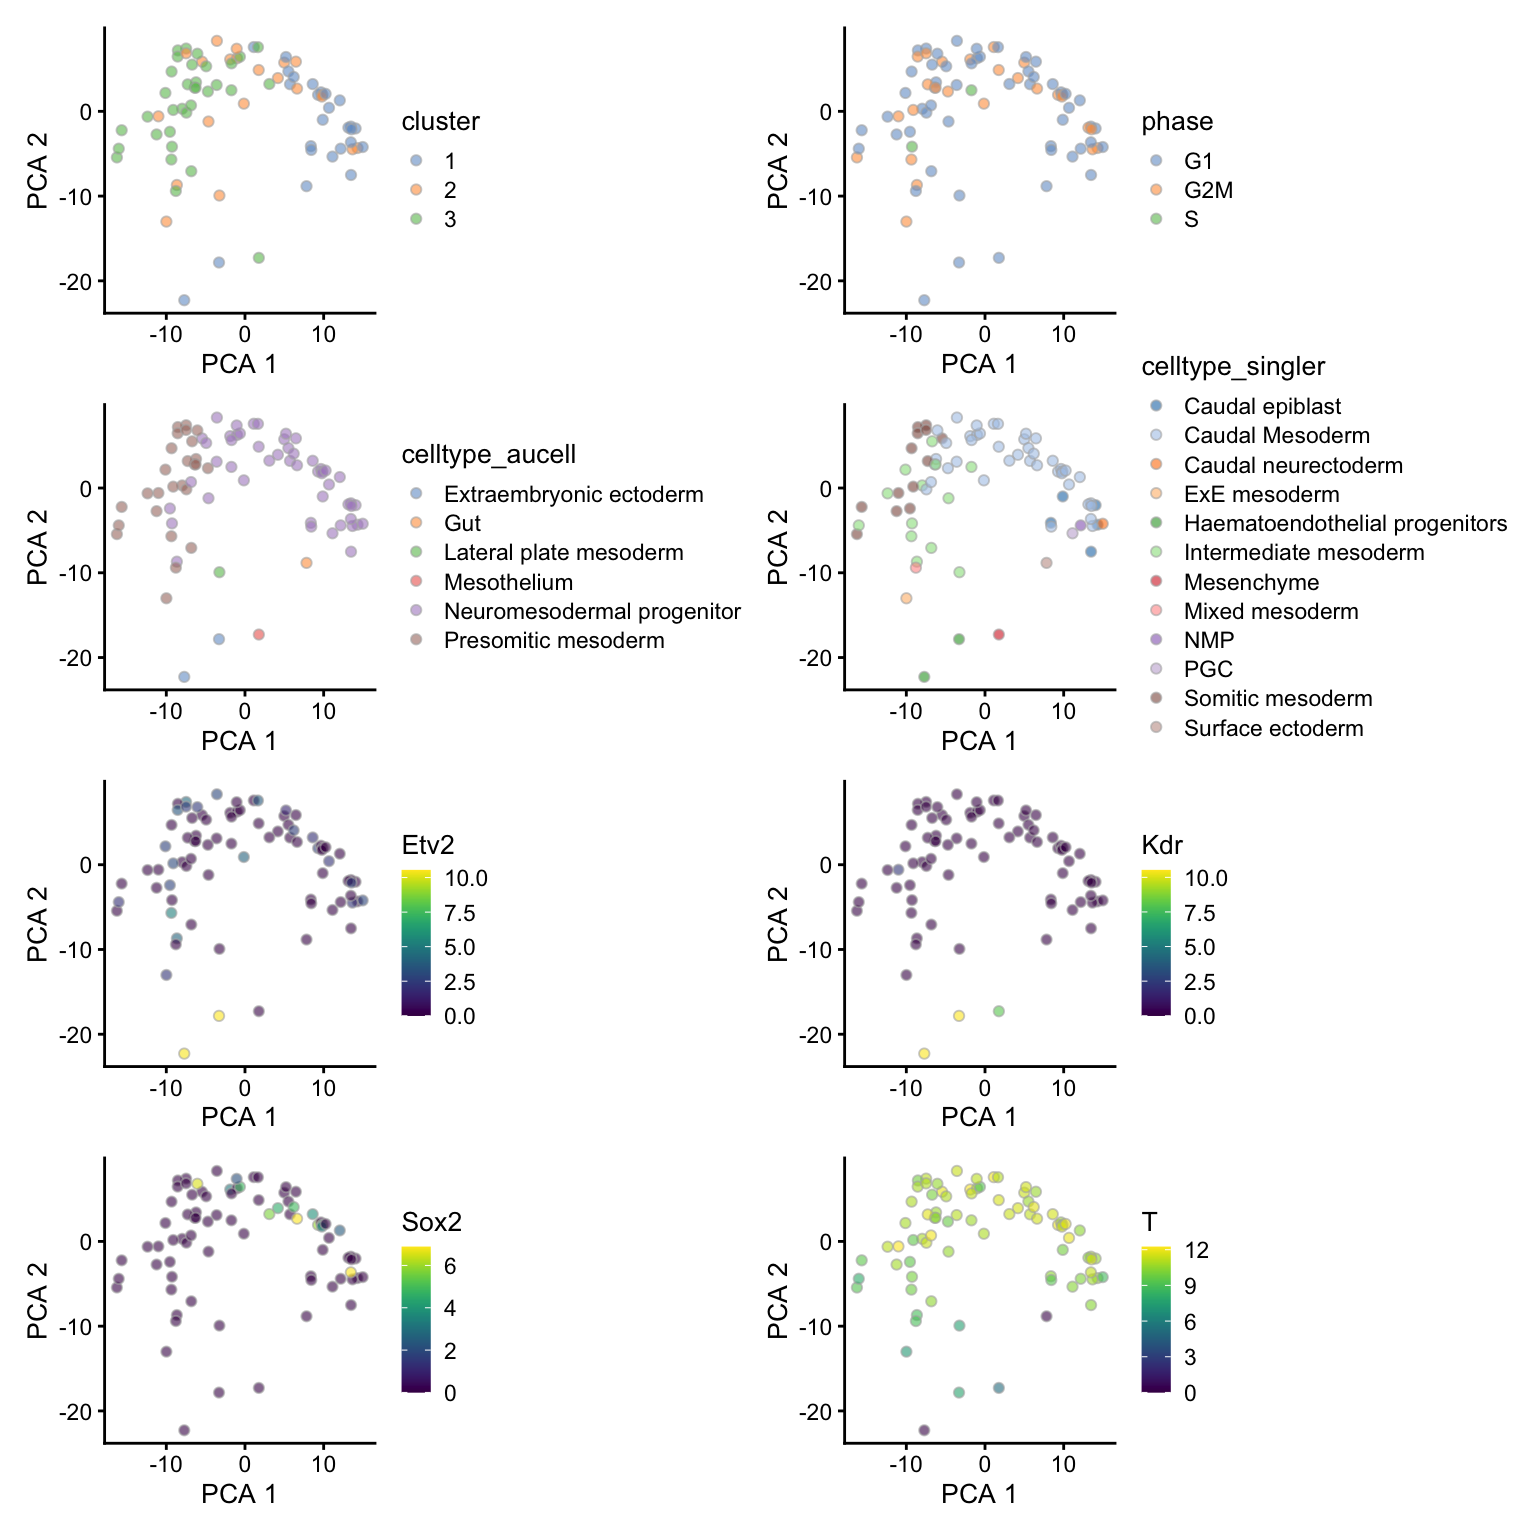 0
-10
-20
PCA 2
-10 0 10
PCA 1
cluster
1
2
3
0
-10
-20
PCA 2
-10 0 10
PCA 1
phase
G1
G2M
S
0
-10
-20
PCA 2
-10 0 10
PCA 1
celltype_aucell
Extraembryonic ectoderm
Gut
Lateral plate mesoderm
Mesothelium
Neuromesodermal progenitor
Presomitic mesoderm
0
-10
-20
PCA 2
-10 0 10
PCA 1
celltype_singler
Caudal epiblast
Caudal Mesoderm
Caudal neurectoderm
ExE mesoderm
Haematoendothelial progenitors
Intermediate mesoderm
Mesenchyme
Mixed mesoderm
NMP
PGC
Somitic mesoderm
Surface ectoderm
0
-10
-20
PCA 2
-10 0 10
PCA 1
Etv2
10.0
7.5
5.0
2.5
0.0
0
-10
-20
PCA 2
-10 0 10
PCA 1
Kdr
10.0
7.5
5.0
2.5
0.0
0
-10
-20
PCA 2
-10 0 10
PCA 1
Sox2
6
4
2
0
0
-10
-20
PCA 2
-10 0 10
PCA 1
T
12
9
6
3
0